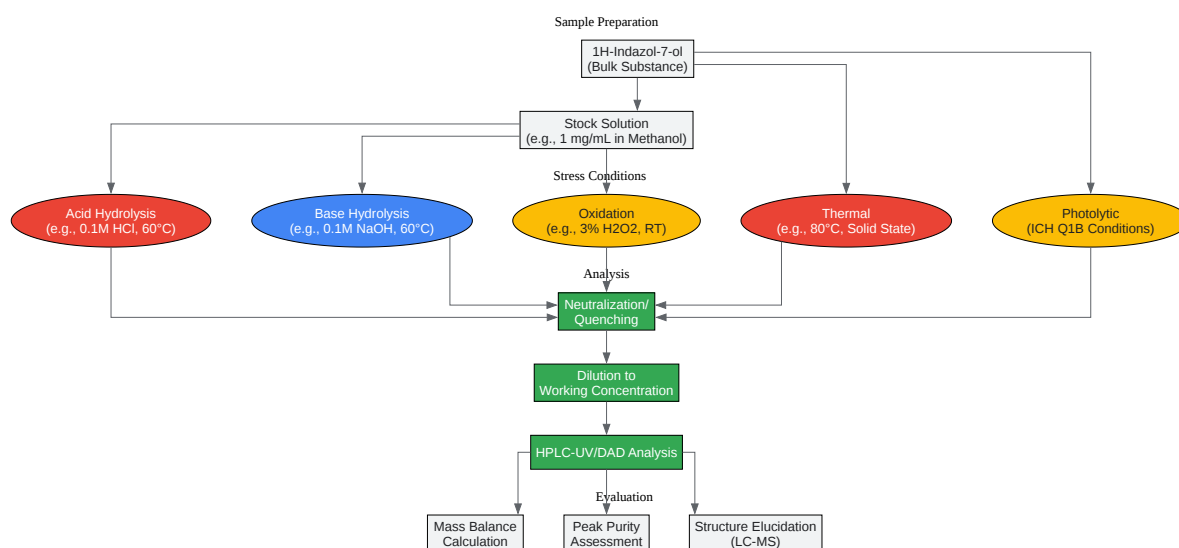 Sample Preparation
1H-Indazol-7-ol
(Bulk Substance)
Stock Solution
(e.g., 1 mg/mL in Methanol)
Stress Conditions
Acid Hydrolysis
(e.g., 0.1M HCl, 60°C)
Base Hydrolysis
(e.g., 0.1M NaOH, 60°C)
Oxidation
(e.g., 3% H2O2, RT)
Thermal
(e.g., 80°C, Solid State)
Photolytic
(ICH Q1B Conditions)
Analysis
Neutralization/
Quenching
Dilution to
Working Concentration
HPLC-UV/DAD Analysis
Evaluation
Mass Balance
Calculation
Peak Purity
Assessment
Structure Elucidation
(LC-MS)